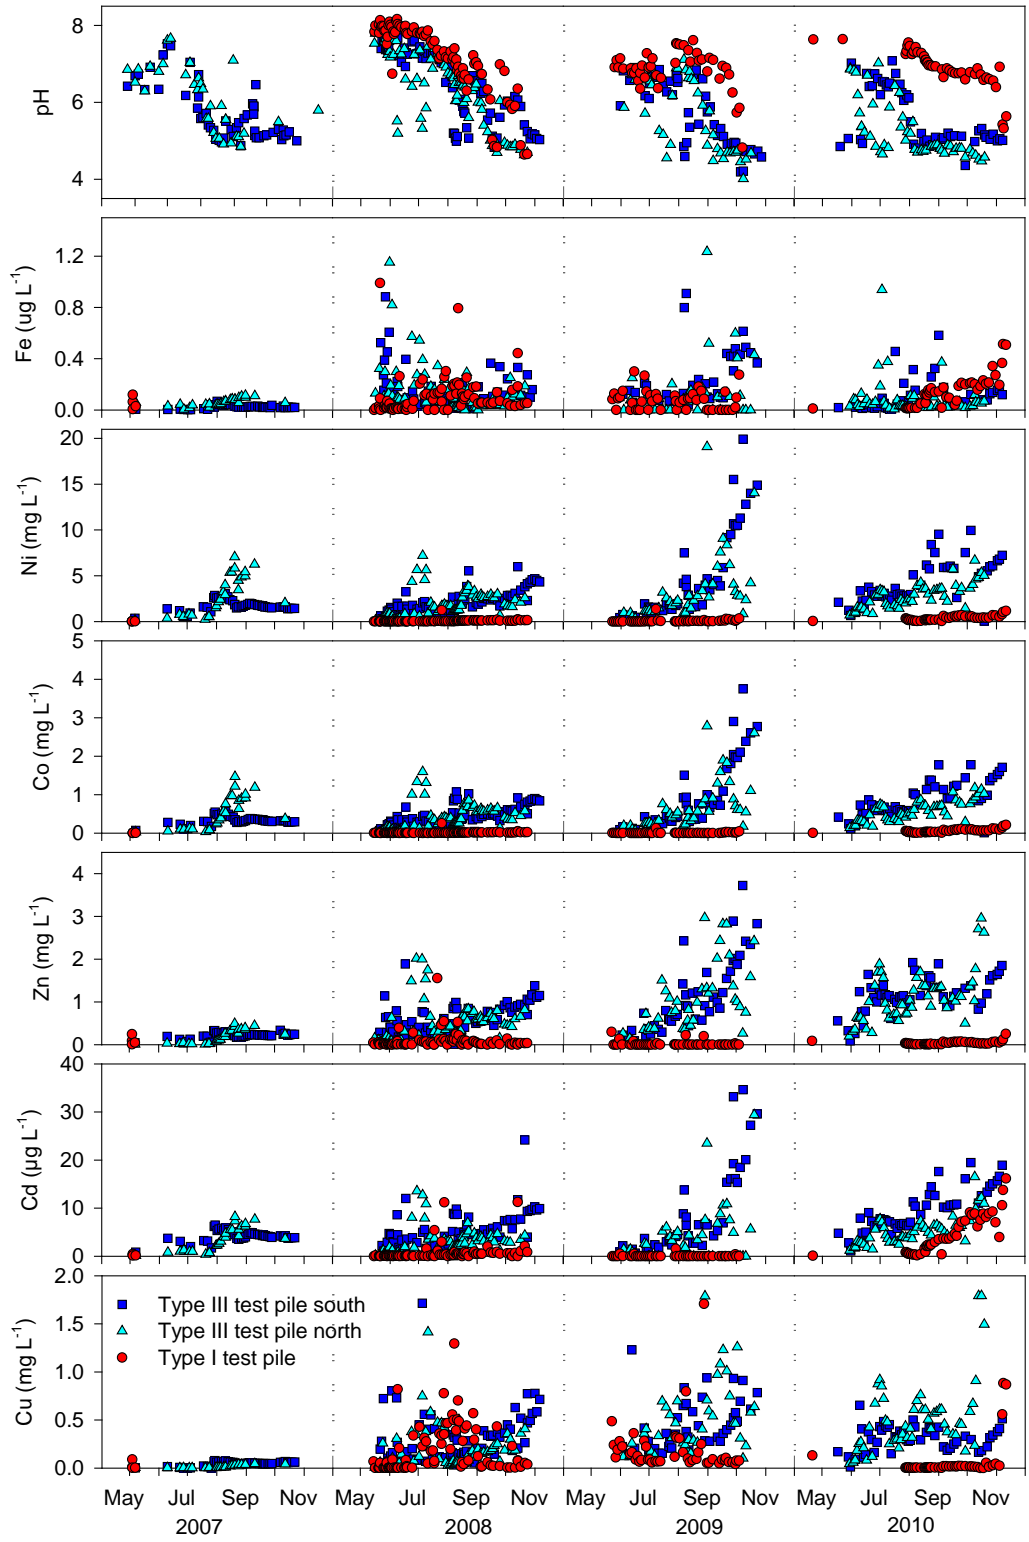 8
6
4
pH
1.2
0.8
0.4
0.0
Fe (ug L⁻¹)
20
15
10
5
0
Ni (mg L⁻¹)
5
4
3
2
1
0
Co (mg L⁻¹)
4
3
2
1
0
Zn (mg L⁻¹)
40
30
20
10
0
Cd (µg L⁻¹)
2.0
1.5
1.0
0.5
0.0
Cu (mg L⁻¹)
Type III test pile south
Type III test pile north
Type I test pile
May Jul Sep Nov May Jul Sep Nov May Jul Sep Nov May Jul Sep Nov
2007 2008 2009 2010